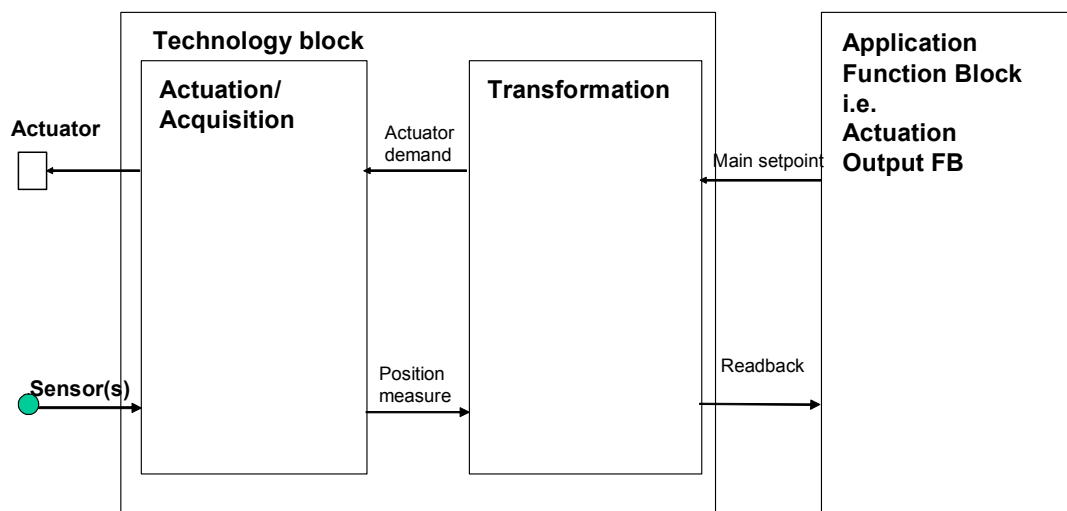 Technology block
Actuation/
Acquisition
Transformation
Application
Function Block
i.e.
Actuation
Output FB
Actuator
Actuator
demand
Main setpoint
Sensor(s)
Position
measure
Readback